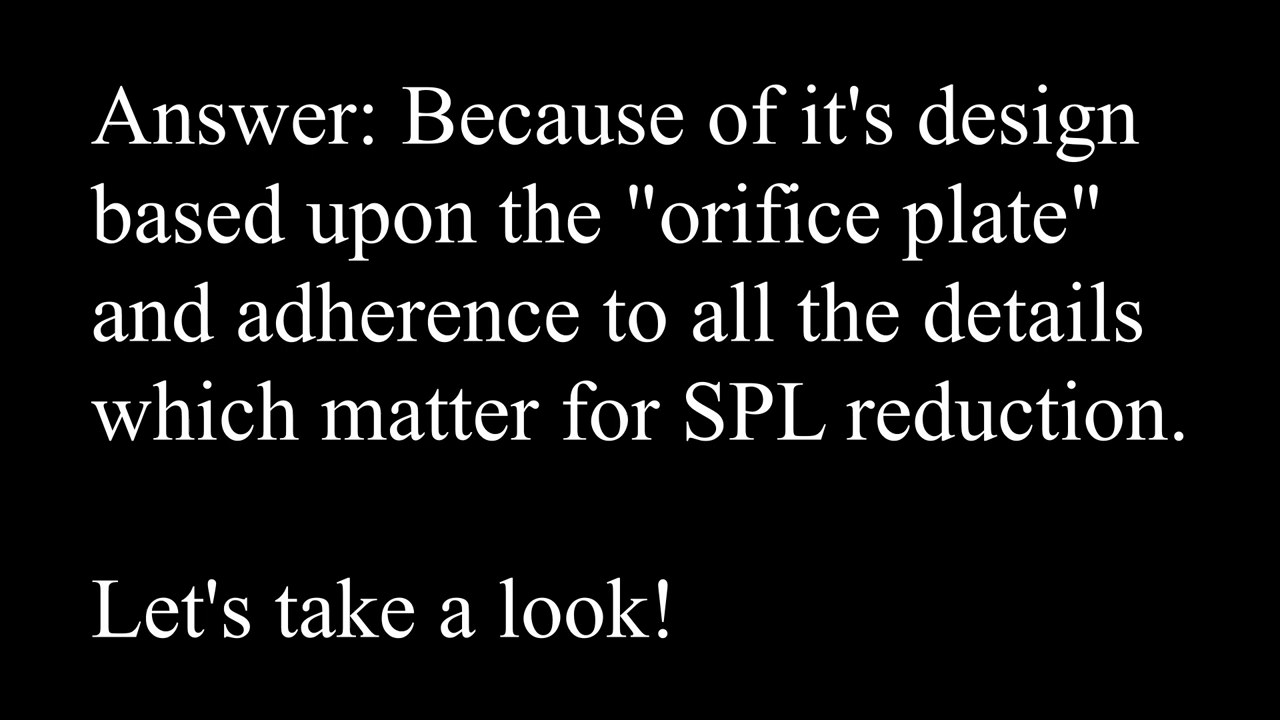 Answer: Because of it's design
based upon the "orifice plate"
and adherence to all the details
which matter for SPL reduction.
Let's take a look!